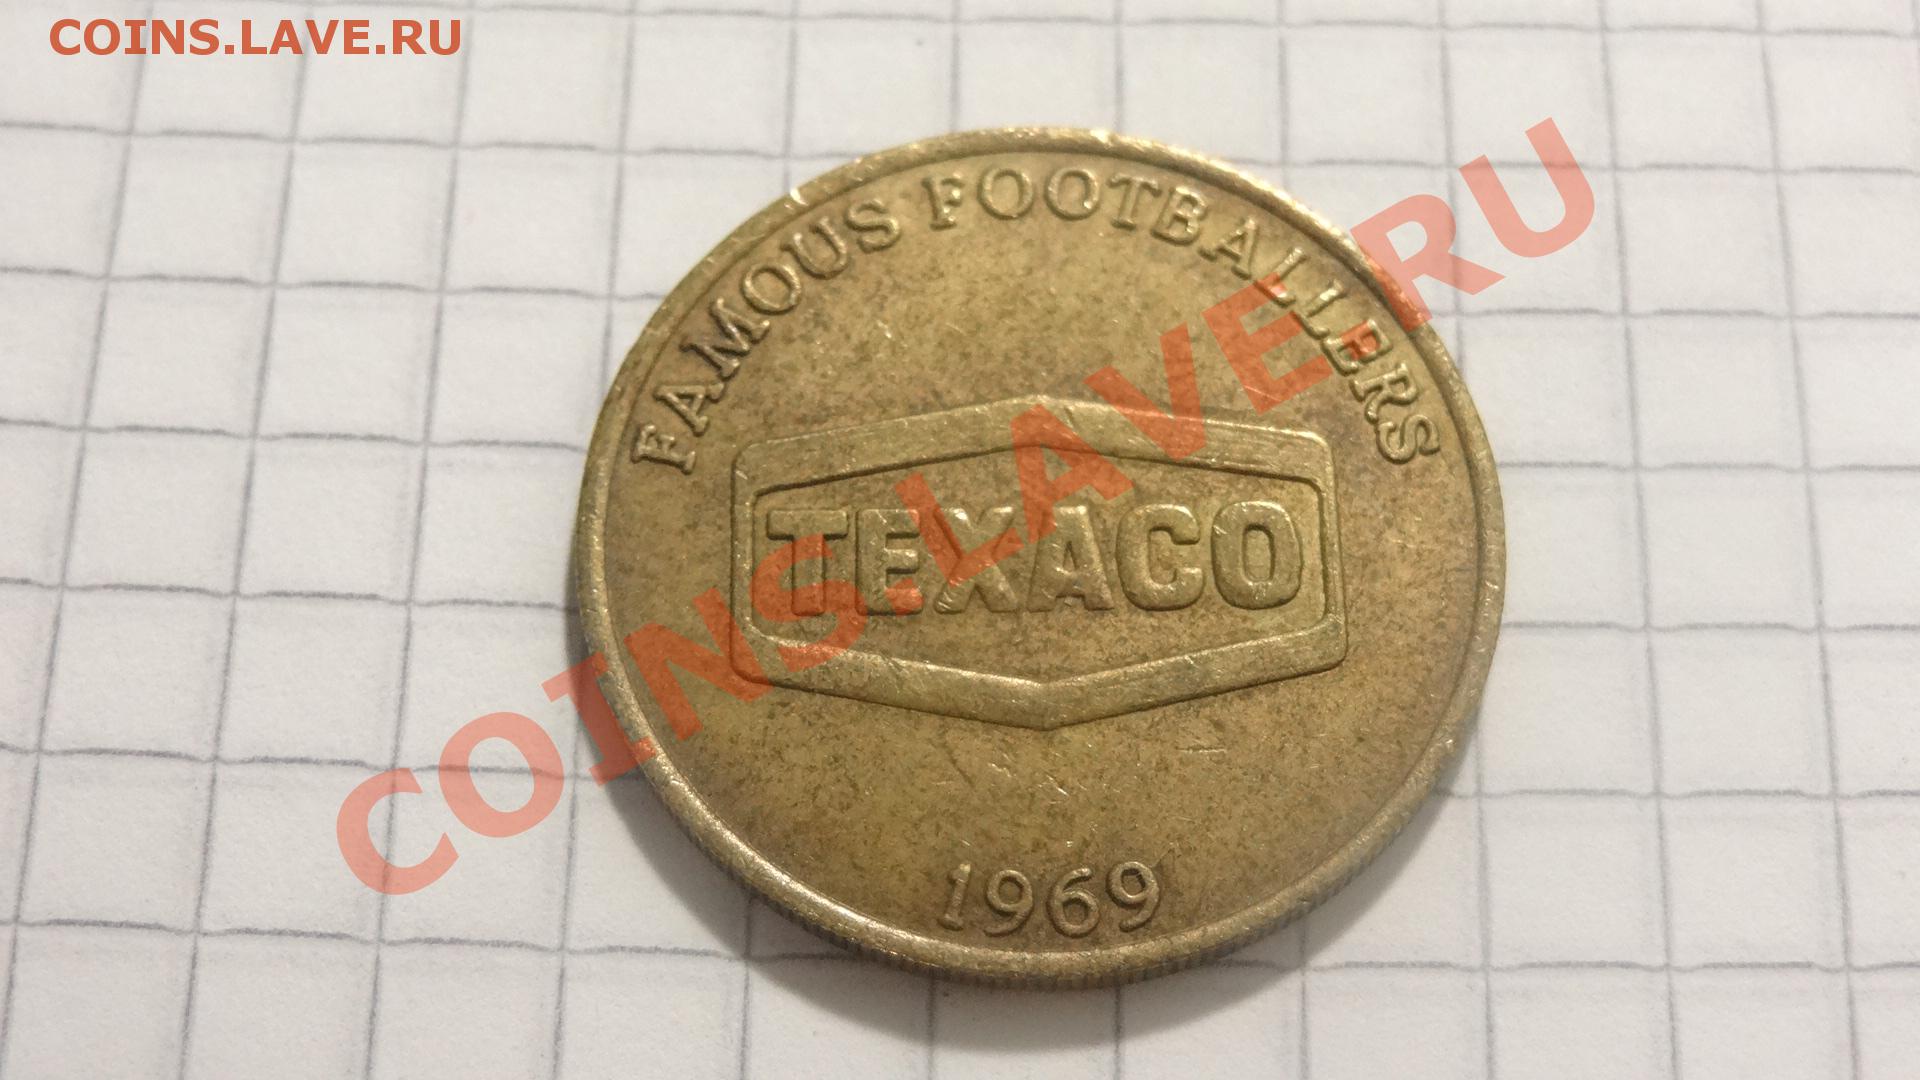 COINS.LAVE.RU
FAMOUS FOOTBALLERS
TEXACO
1969
COINS.LAVE.RU